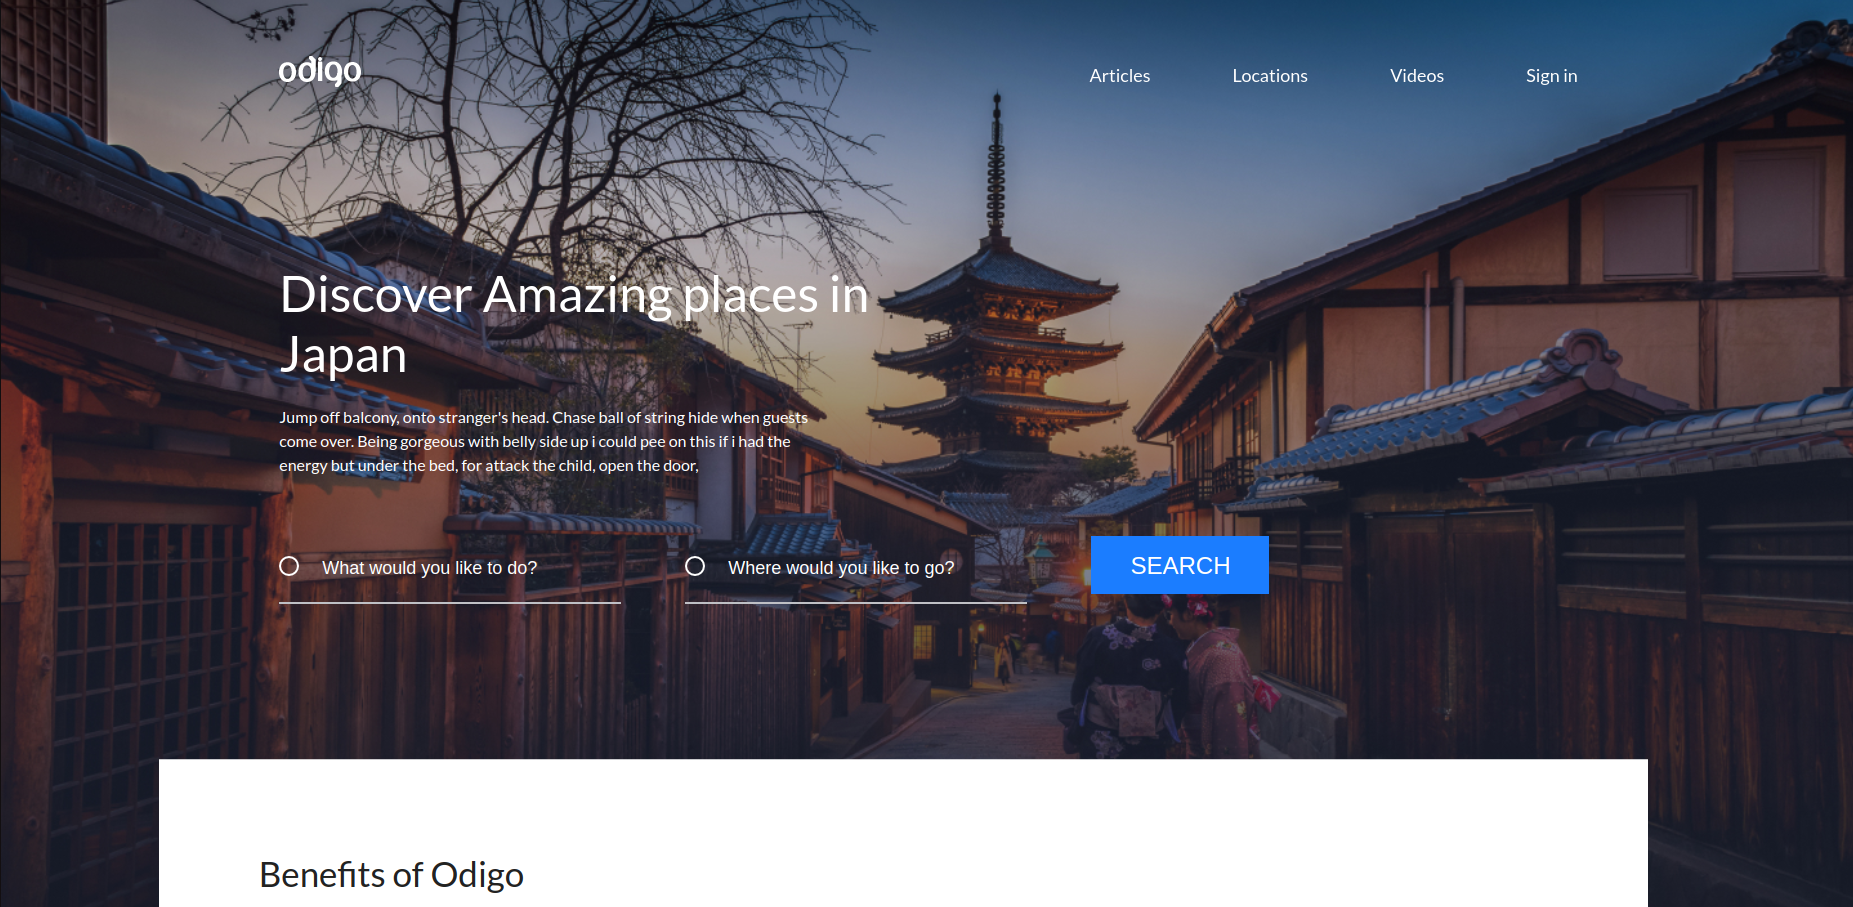 odigo
Articles
Locations
Videos
Sign in
Discover Amazing places in
Japan
Jump off balcony, onto stranger's head. Chase ball of string hide when guests
come over. Being gorgeous with belly side up i could pee on this if i had the
energy but under the bed, for attack the child, open the door,
What would you like to do?
Where would you like to go?
SEARCH
Benefits of Odigo